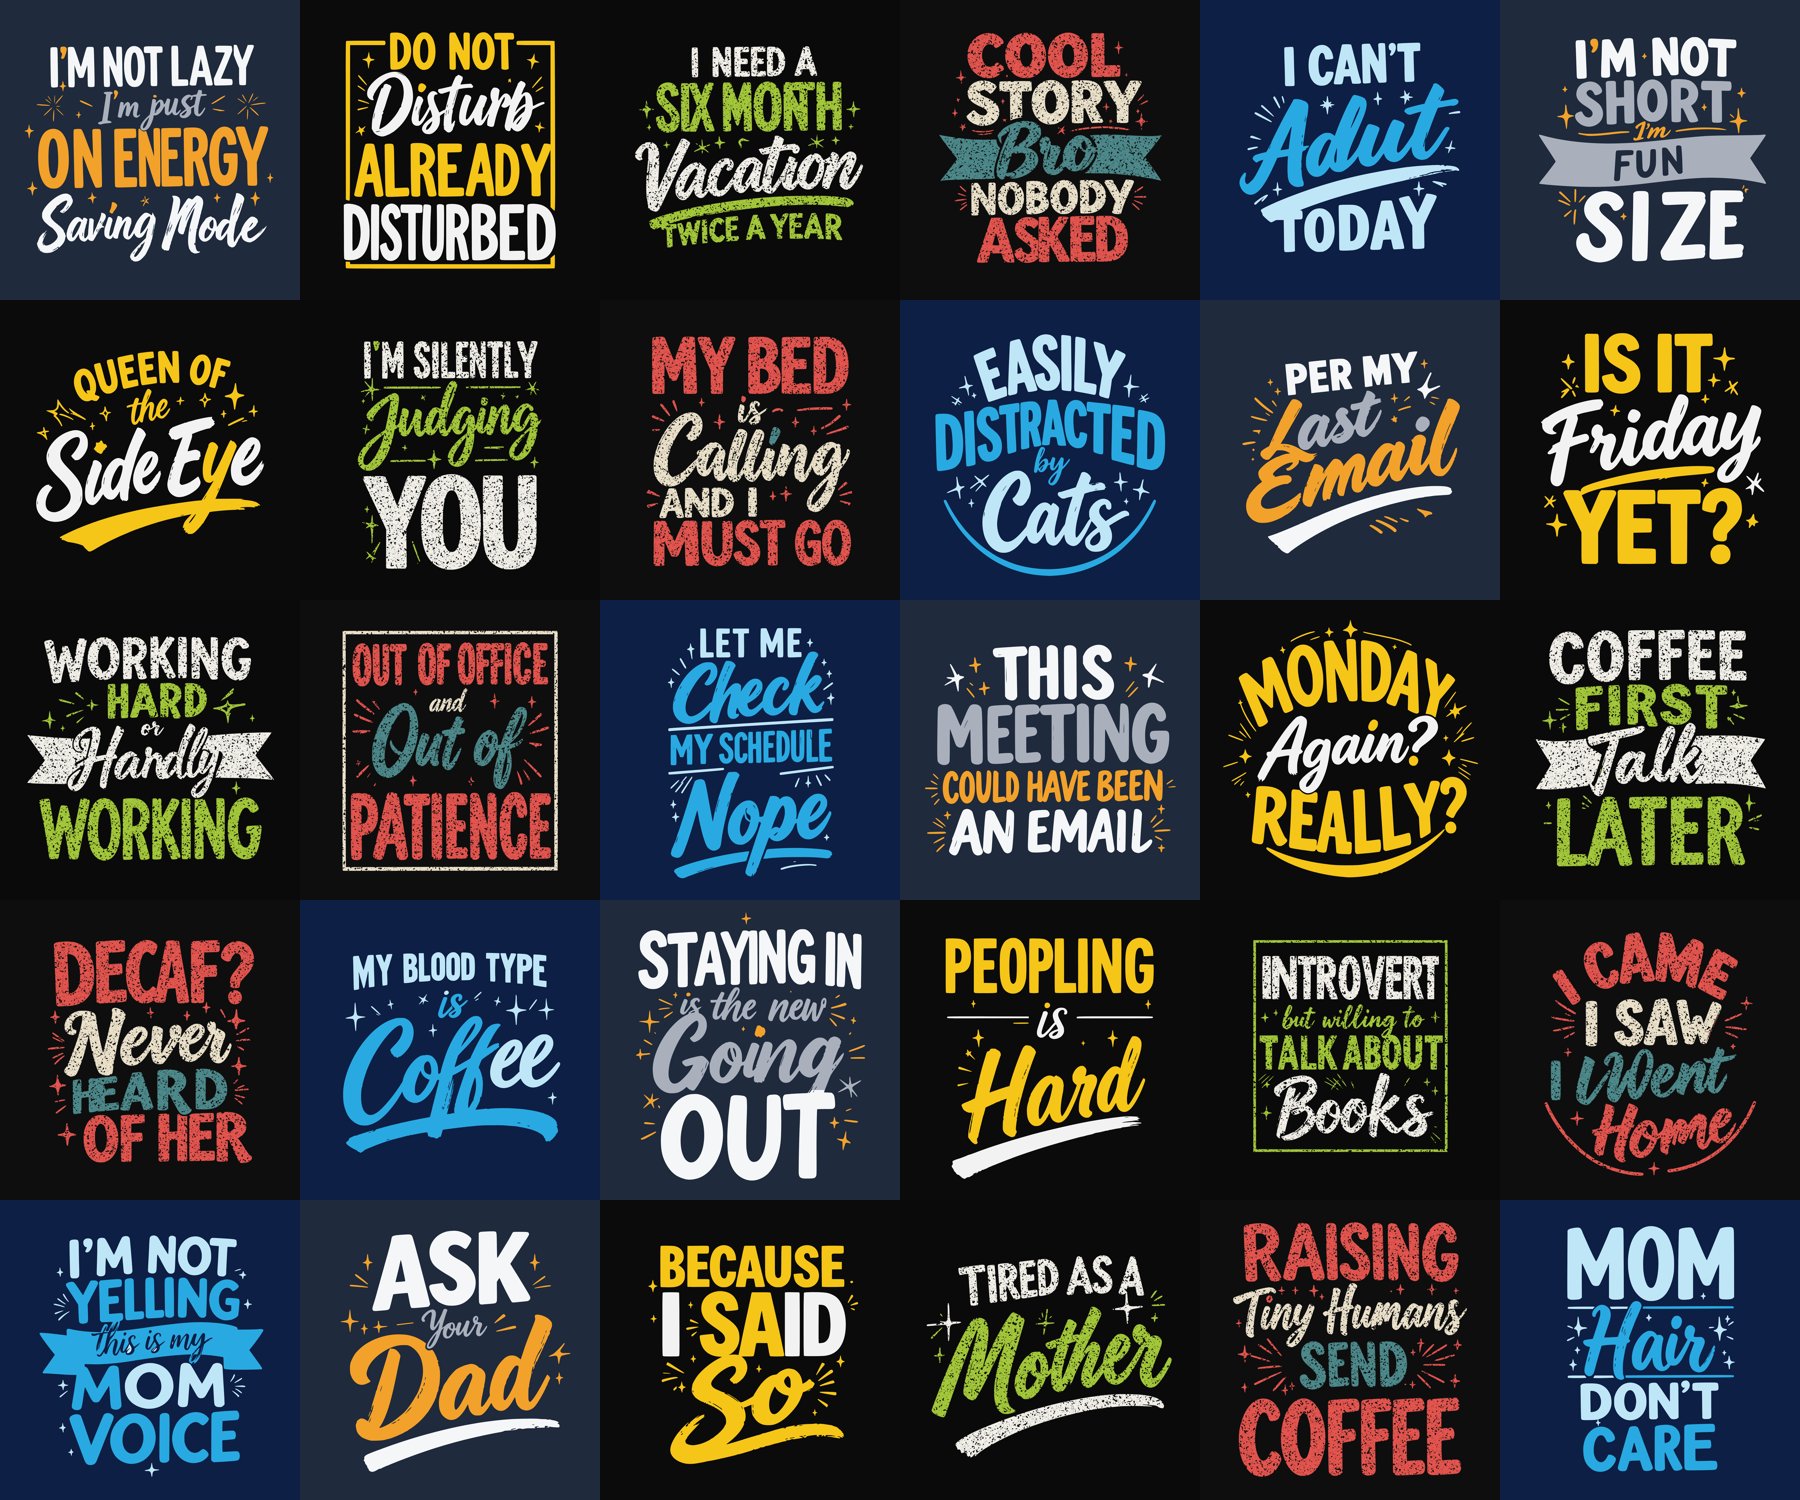 I'M NOT LAZY
I'm just
ON ENERGY
Saving Mode
DO NOT
Disturb
ALREADY
DISTURBED
I NEED A
SIX MONTH
Vacation
TWICE A YEAR
COOL
STORY
Bro
NOBODY
ASKED
I CAN'T
Adut
TODAY
I'M NOT
SHORT
I'm
FUN
SIZE
QUEEN OF
the
Side Eye
I'M SILENTLY
Judging
YOU
MY BED
is
Calling
AND I
MUST GO
EASILY
DISTRACTED
by
Cats
PER MY
Last
Email
IS IT
Friday
YET?
WORKING
HARD
or
Hardly
WORKING
OUT OF OFFICE
and
Out of
PATIENCE
LET ME
Check
MY SCHEDULE
Nope
THIS
MEETING
COULD HAVE BEEN
AN EMAIL
MONDAY
Again?
REALLY?
COFFEE
FIRST
Talk
LATER
DECAF?
Never
HEARD
OF HER
MY BLOOD TYPE
is
Coffee
STAYING IN
is the new
Going
OUT
PEOPLING
is
Hard
INTROVERT
but willing to
TALK ABOUT
Books
I CAME
I SAW
I Went
Home
I'M NOT
YELLING
this is my
MOM
VOICE
ASK
Your
Dad
BECAUSE
I SAID
So
TIRED AS A
Mother
RAISING
Tiny Humans
SEND
COFFEE
MOM
Hair
DON'T
CARE